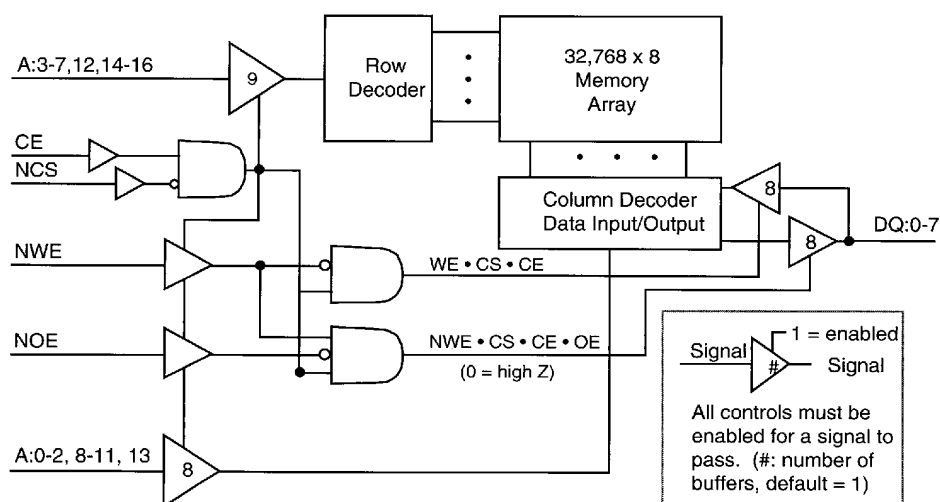 A:3-7,12,14-16
9
Row
Decoder
32,768 x 8
Memory
Array
CE
NCS
Column Decoder
Data Input/Output
8
8
DQ:0-7
NWE
WE • CS • CE
NOE
NWE • CS • CE • OE
(0 = high Z)
A:0-2, 8-11, 13
8
1 = enabled
Signal
#
Signal
All controls must be
enabled for a signal to
pass. (#: number of
buffers, default = 1)